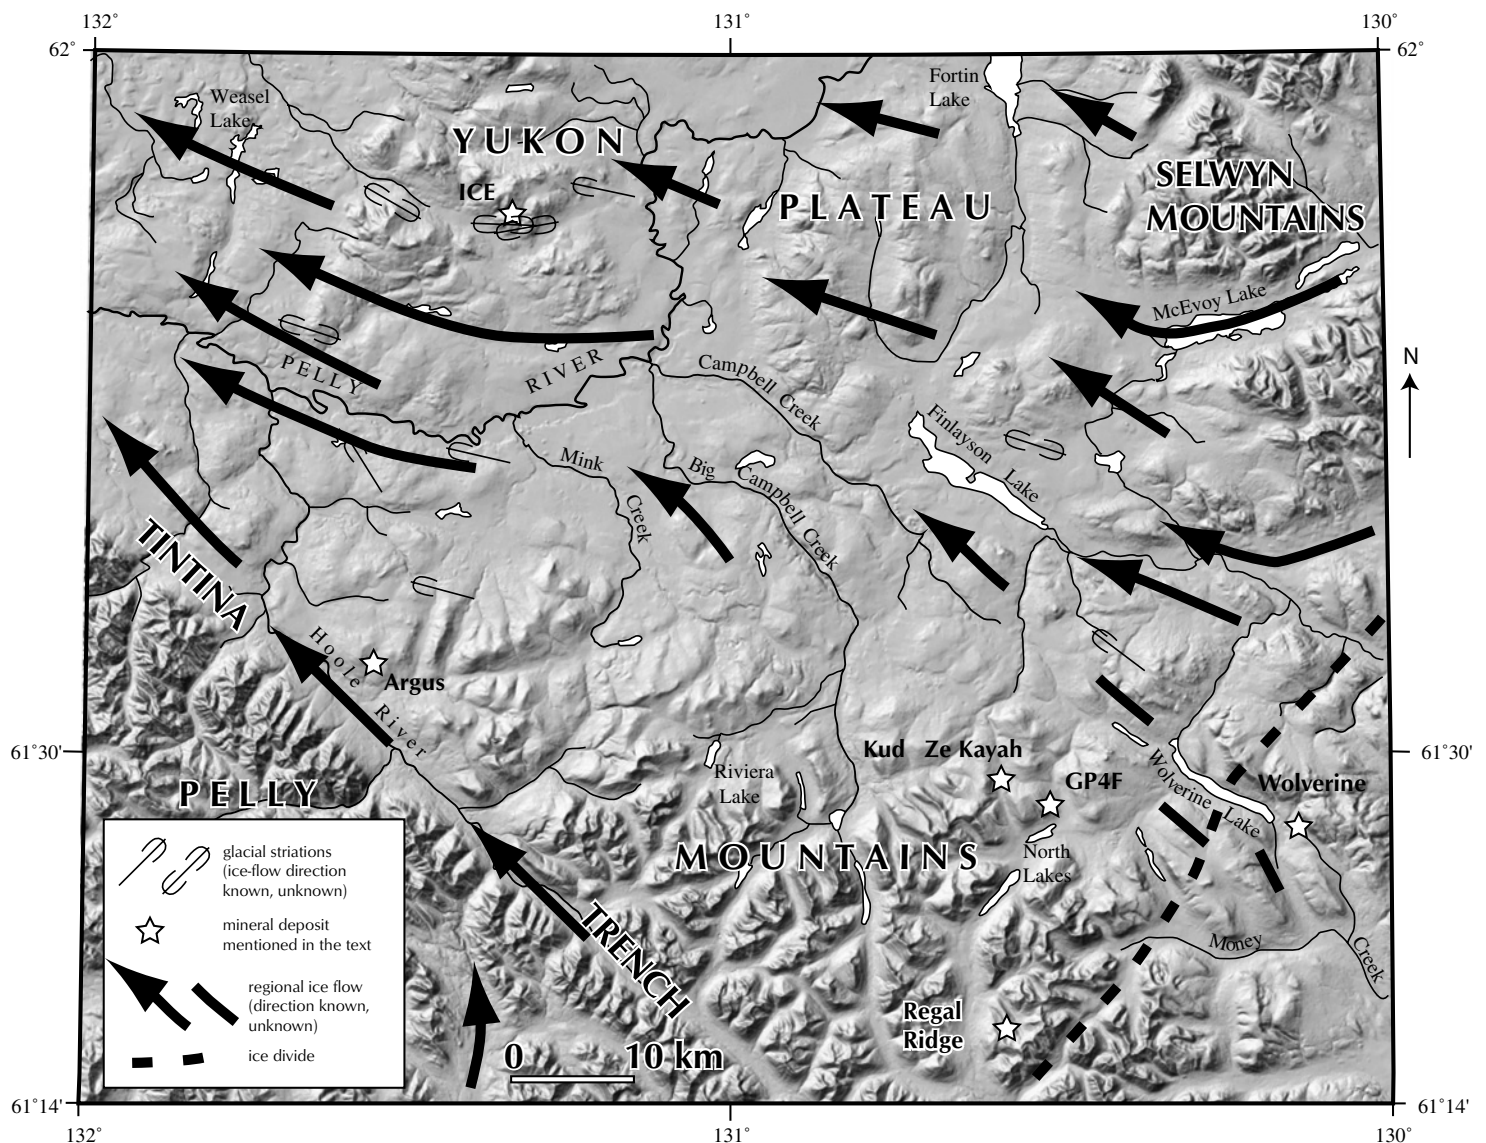 132° 131° 130°
62° 62°
Fortin
Lake
Weasel
Lake
YUKON
SELWYN
MOUNTAINS
ICE
PLATEAU
McEvoy Lake
N
PELLY RIVER
Campbell Creek
Finlayson Lake
Mink Creek
Big Campbell Creek
TINTINA
Hoole River
Argus
61°30' 61°30'
Kud Ze Kayah
GP4F
Wolverine
Wolverine Lake
Riviera
Lake
PELLY
MOUNTAINS
North
Lakes
TRENCH
Money Creek
Regal
Ridge
glacial striations
(ice-flow direction
known, unknown)
mineral deposit
mentioned in the text
regional ice flow
(direction known,
unknown)
ice divide
0 10 km
61°14' 61°14'
132° 131° 130°